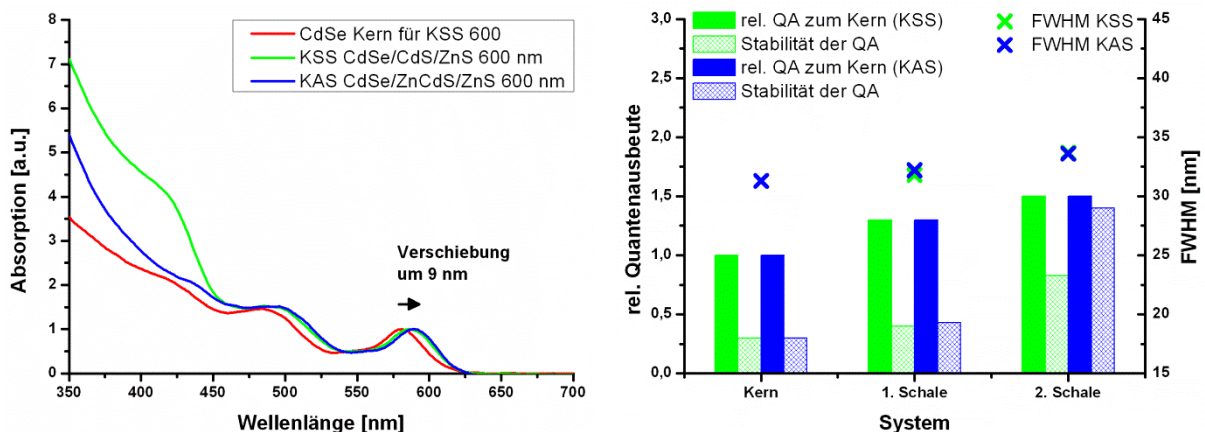 CdSe Kern für KSS 600
KSS CdSe/CdS/ZnS 600 nm
KAS CdSe/ZnCdS/ZnS 600 nm
8
7
6
5
4
3
2
1
0
Absorption [a.u.]
Verschiebung
um 9 nm
350 400 450 500 550 600 650 700
Wellenlänge [nm]
3,0
2,5
2,0
1,5
1,0
0,5
0,0
rel. Quantenausbeute
rel. QA zum Kern (KSS)
Stabilität der QA
rel. QA zum Kern (KAS)
Stabilität der QA
FWHM KSS
FWHM KAS
45
40
35
30
25
20
15
FWHM [nm]
Kern 1. Schale 2. Schale
System